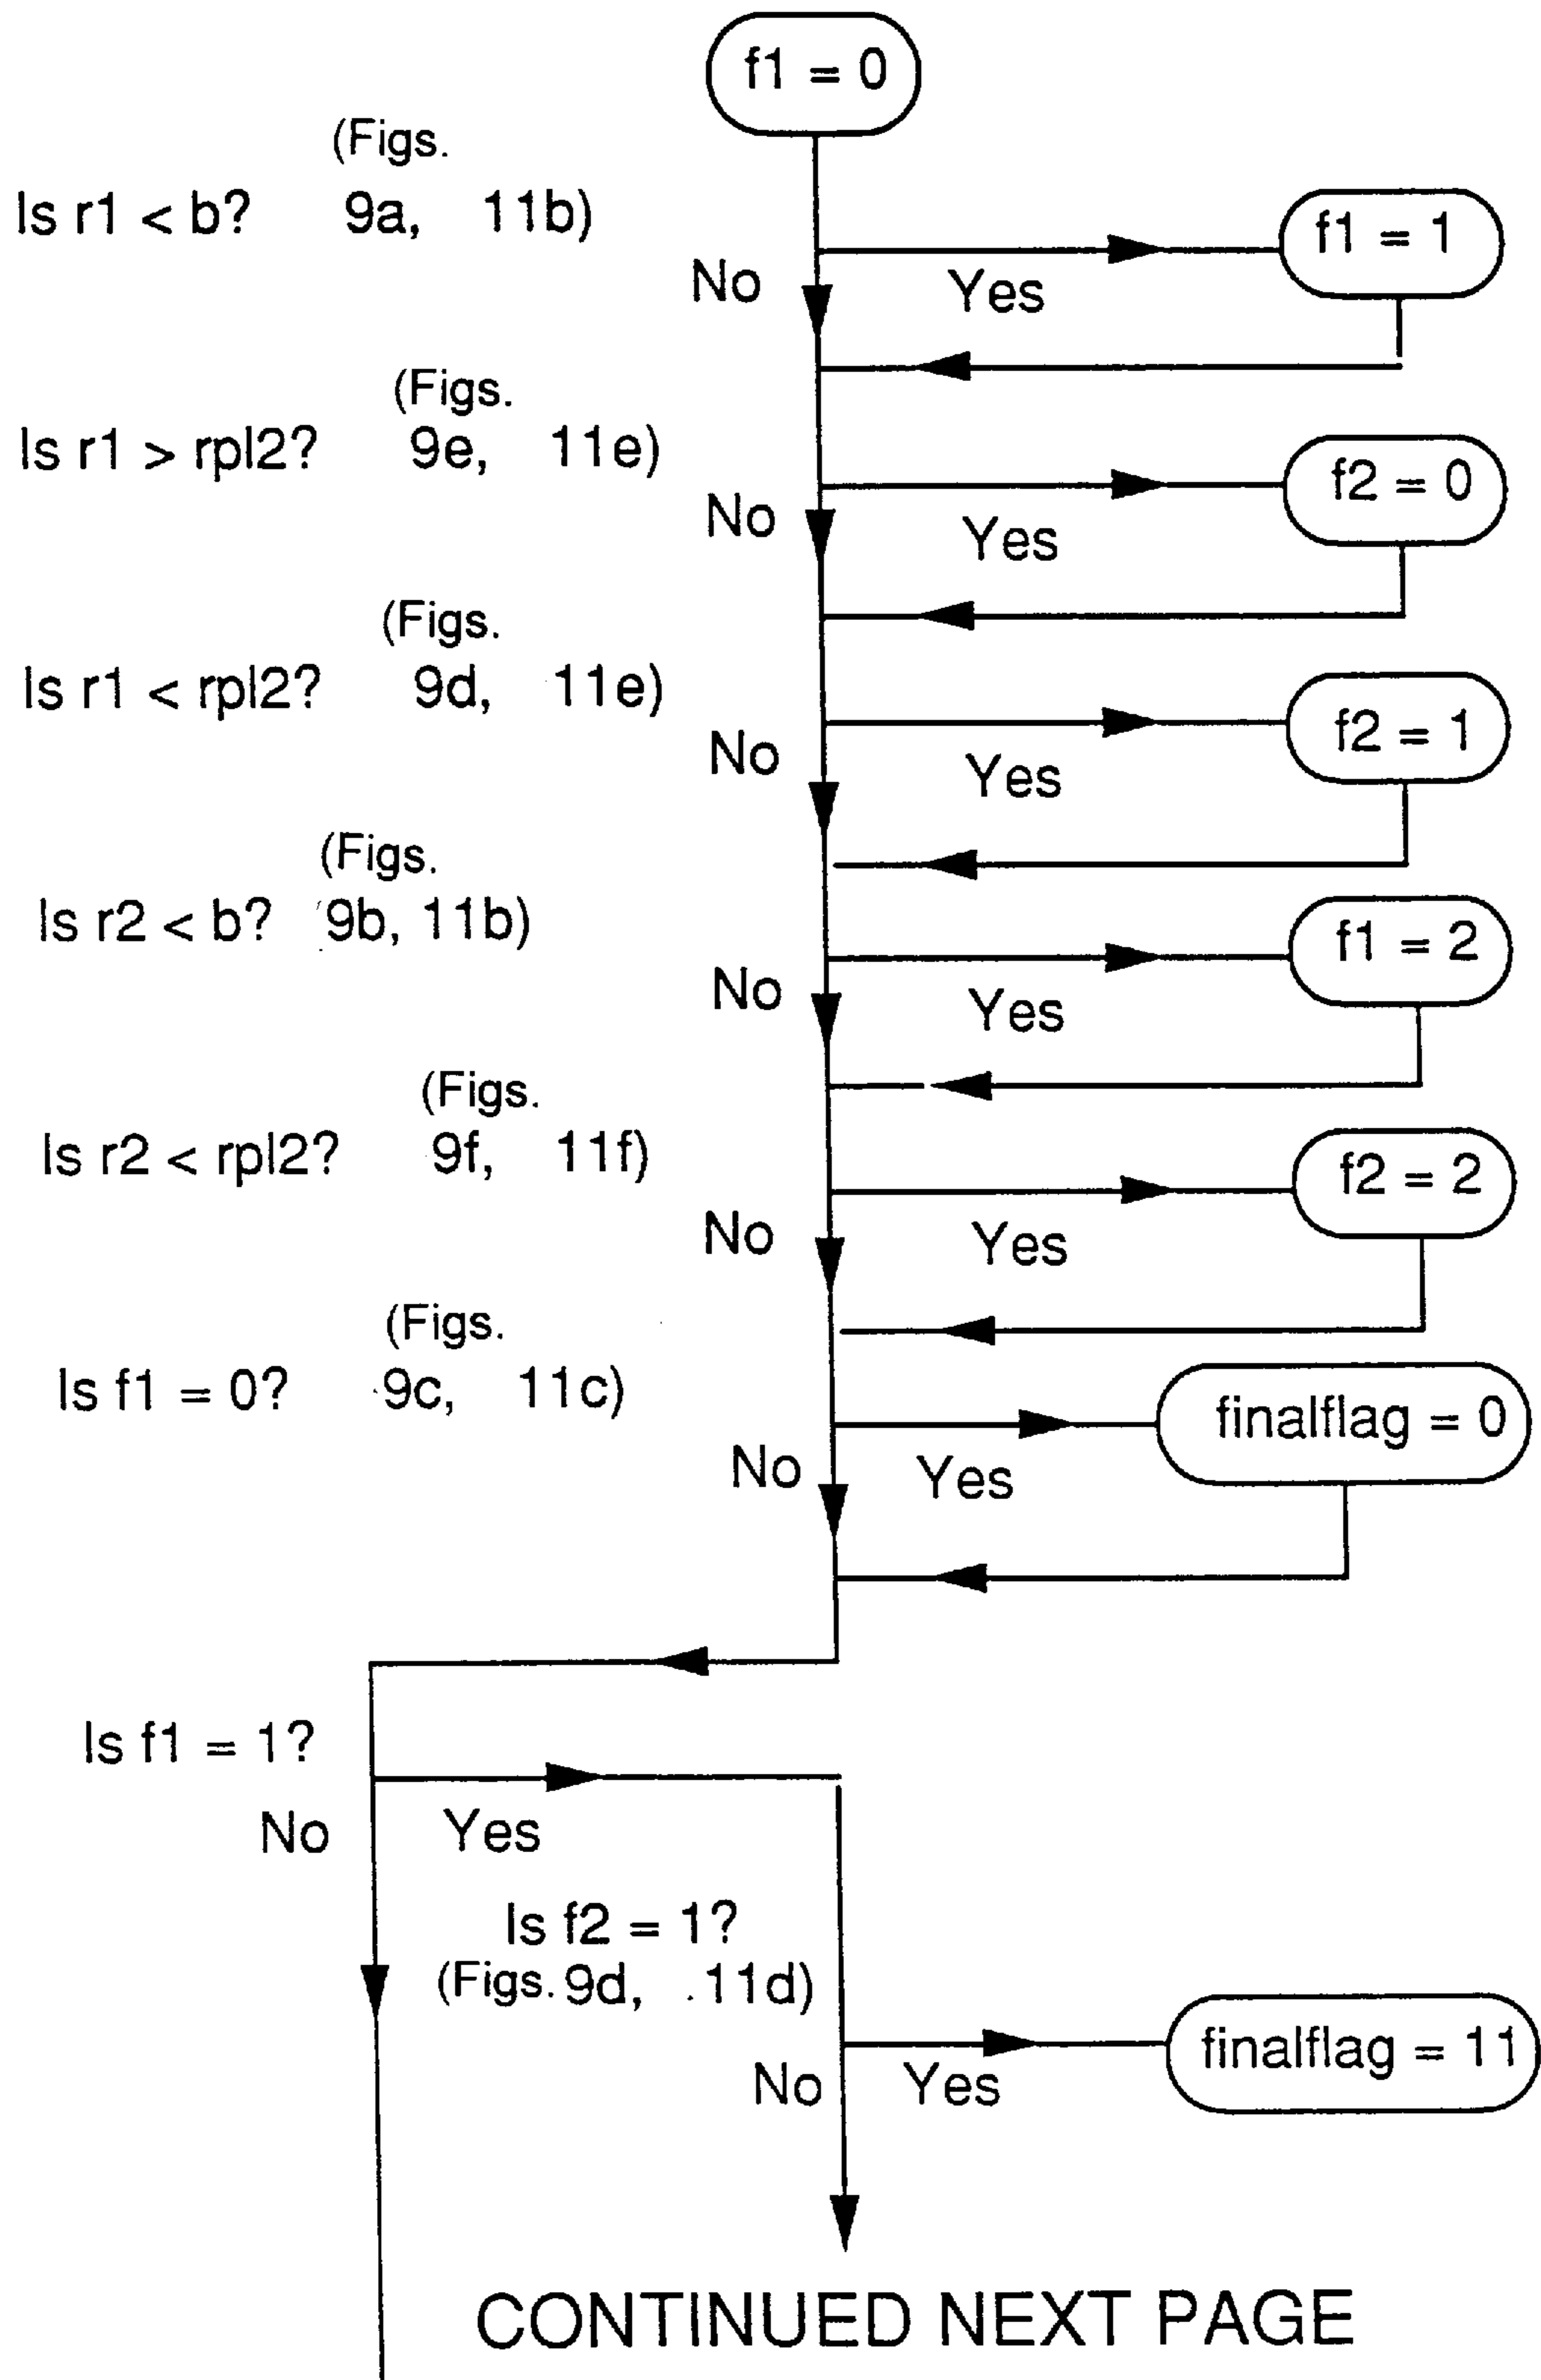 f1 = 0
(Figs.
Is r1 < b? 9a, 11b)
f1 = 1
No
Yes
(Figs.
Is r1 > rpl2? 9e, 11e)
f2 = 0
No
Yes
(Figs.
Is r1 < rpl2? 9d, 11e)
f2 = 1
No
Yes
(Figs.
Is r2 < b? 9b, 11b)
f1 = 2
No
Yes
(Figs.
Is r2 < rpl2? 9f, 11f)
f2 = 2
No
Yes
(Figs.
Is f1 = 0? 9c, 11c)
finalflag = 0
No
Yes
Is f1 = 1?
No
Yes
Is f2 = 1?
(Figs. 9d, 11d)
finalflag = 11
No
Yes
CONTINUED NEXT PAGE